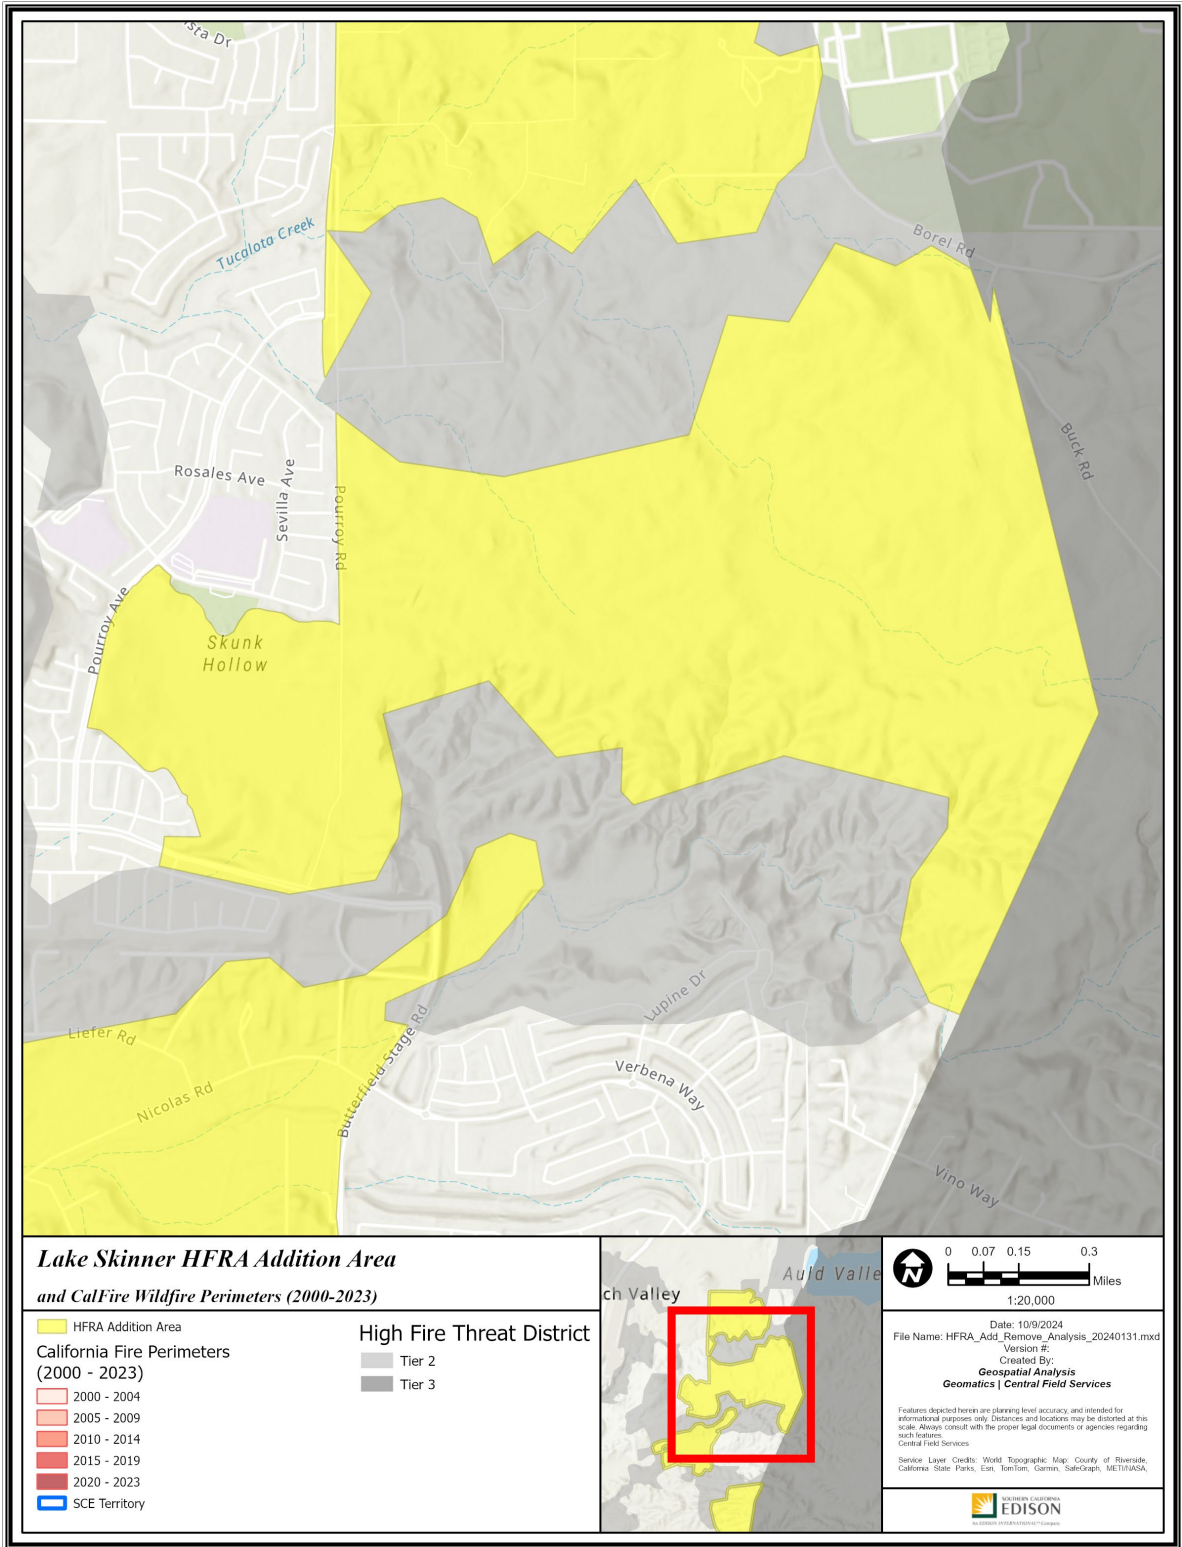 ista Dr
Tucalota Creek
Borel Rd
Buck Rd
Rosales Ave
Sevilla Ave
Pourroy Rd
Pourroy Ave
Skunk
Hollow
Lupine Dr
Liefer Rd
Nicolas Rd
Butterfield Stage Rd
Verbena Way
Vino Way
Lake Skinner HFRA Addition Area
and CalFire Wildfire Perimeters (2000-2023)
HFRA Addition Area
California Fire Perimeters
(2000 - 2023)
2000 - 2004
2005 - 2009
2010 - 2014
2015 - 2019
2020 - 2023
SCE Territory
High Fire Threat District
Tier 2
Tier 3
Auld Valle
ch Valley
N
0 0.07 0.15 0.3
Miles
1:20,000
Date: 10/9/2024
File Name: HFRA_Add_Remove_Analysis_20240131.mxd
Version #:
Created By:
Geospatial Analysis
Geomatics | Central Field Services
Features depicted herein are planning level accuracy, and intended for
informational purposes only. Distances and locations may be distorted at this
scale. Always consult with the proper legal documents or agencies regarding
such features.
Central Field Services
Service Layer Credits: World Topographic Map: County of Riverside,
California State Parks, Esri, TomTom, Garmin, SafeGraph, METI/NASA,
SOUTHERN CALIFORNIA
EDISON
An EDISON INTERNATIONAL® Company